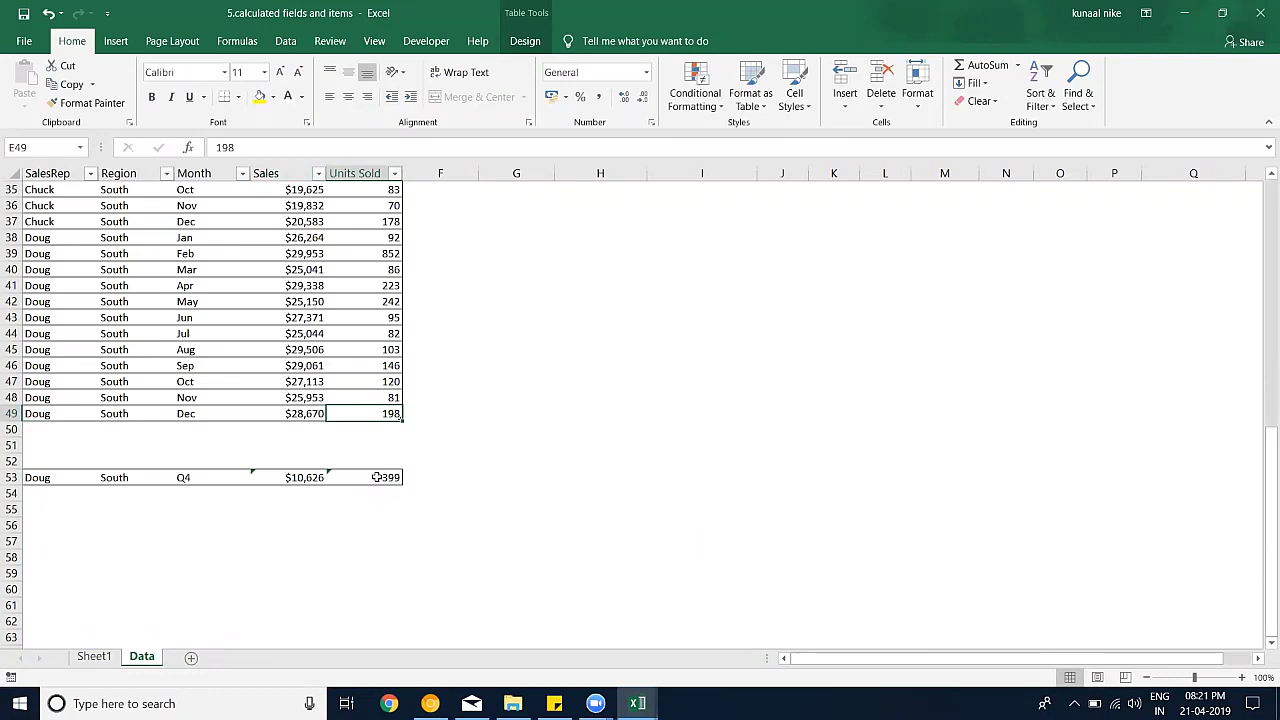 5.calculated fields and items - Excel
Table Tools
kunaal nike
File Home Insert Page Layout Formulas Data Review View Developer Help Design Tell me what you want to do Share
Paste
Cut
Copy
Format Painter
Clipboard
Calibri 11
B I U
Font
Wrap Text
Merge & Center
Alignment
General
Number
Conditional Formatting
Format as Table
Cell Styles
Styles
Insert
Delete
Format
Cells
AutoSum
Fill
Clear
Sort & Filter
Find & Select
Editing
E49 fx 198
SalesRep Region Month Sales Units Sold F G H I J K L M N O P Q
35 Chuck South Oct $19,625 83
36 Chuck South Nov $19,832 70
37 Chuck South Dec $20,583 178
38 Doug South Jan $26,264 92
39 Doug South Feb $29,953 852
40 Doug South Mar $25,041 86
41 Doug South Apr $29,338 223
42 Doug South May $25,150 242
43 Doug South Jun $27,371 95
44 Doug South Jul $25,044 82
45 Doug South Aug $29,506 103
46 Doug South Sep $29,061 146
47 Doug South Oct $27,113 120
48 Doug South Nov $25,953 81
49 Doug South Dec $28,670 198
50
51
52
53 Doug South Q4 $10,626 399
54
55
56
57
58
59
60
61
62
63
Sheet1 Data
100%
Type here to search
ENG
IN
08:21 PM
21-04-2019